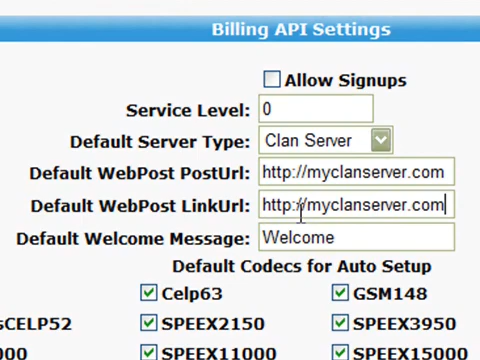 Billing API Settings
Allow Signups
Service Level: 0
Default Server Type: Clan Server
Default WebPost PostUrl: http://myclanserver.com
Default WebPost LinkUrl: http://myclanserver.com
Default Welcome Message: Welcome
Default Codecs for Auto Setup
Celp63 GSM148
sCELP52 SPEEX2150 SPEEX3950
000 SPEEX11000 SPEEX15000